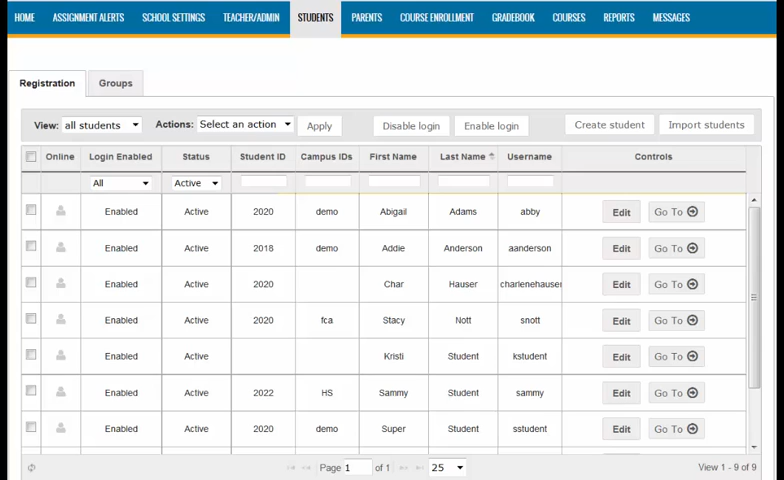 HOME ASSIGNMENT ALERTS SCHOOL SETTINGS TEACHER/ADMIN STUDENTS PARENTS COURSE ENROLLMENT GRADEBOOK COURSES REPORTS MESSAGES
Registration Groups
View: all students Actions: Select an action Apply Disable login Enable login Create student Import students
Online Login Enabled Status Student ID Campus IDs First Name Last Name Username Controls
All Active
Enabled Active 2020 demo Abigail Adams abby Edit Go To
Enabled Active 2018 demo Addie Anderson aanderson Edit Go To
Enabled Active 2020 Char Hauser charlenehauser Edit Go To
Enabled Active 2020 fca Stacy Nott snott Edit Go To
Enabled Active Kristi Student kstudent Edit Go To
Enabled Active 2022 HS Sammy Student sammy Edit Go To
Enabled Active 2020 demo Super Student sstudent Edit Go To
Page 1 of 1 25 View 1 - 9 of 9